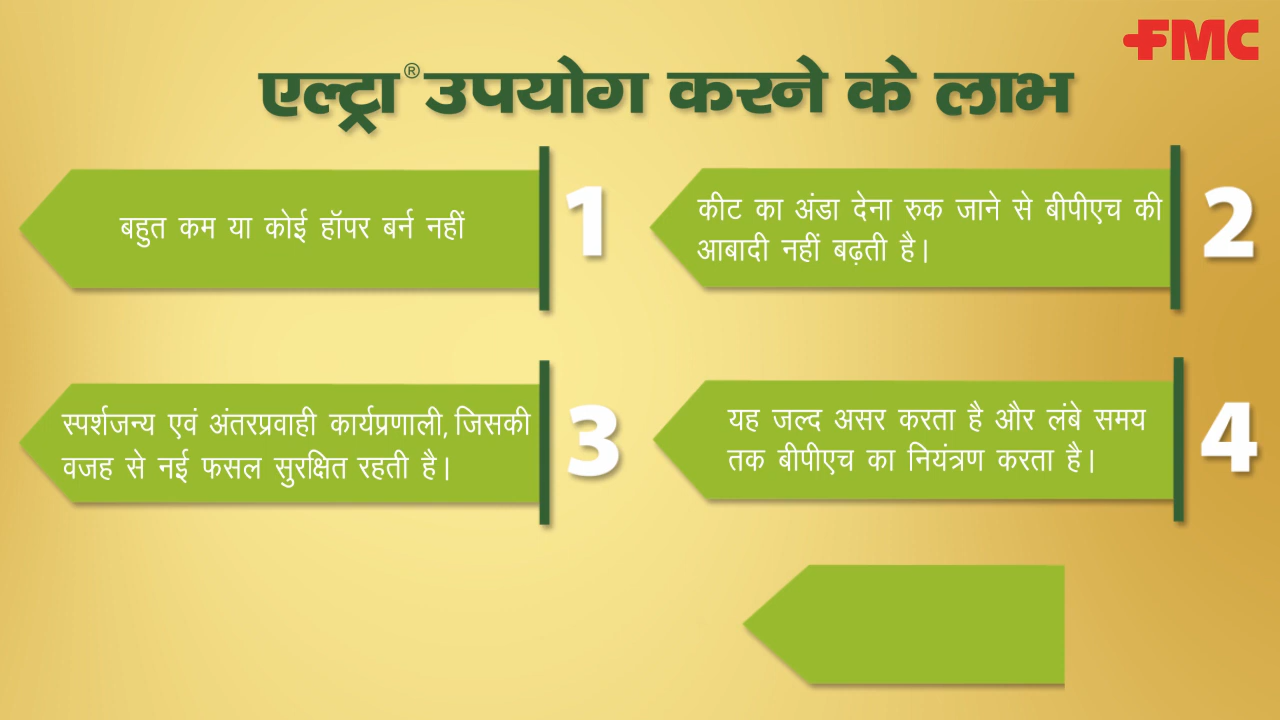 FMC
एल्ट्रा® उपयोग करने के लाभ
बहुत कम या कोई हॉपर बर्न नहीं
1
कीट का अंडा देना रुक जाने से बीपीएच की
आबादी नहीं बढ़ती है।
2
स्पर्शजन्य एवं अंतरप्रवाही कार्यप्रणाली, जिसकी
वजह से नई फसल सुरक्षित रहती है।
3
यह जल्द असर करता है और लंबे समय
तक बीपीएच का नियंत्रण करता है।
4